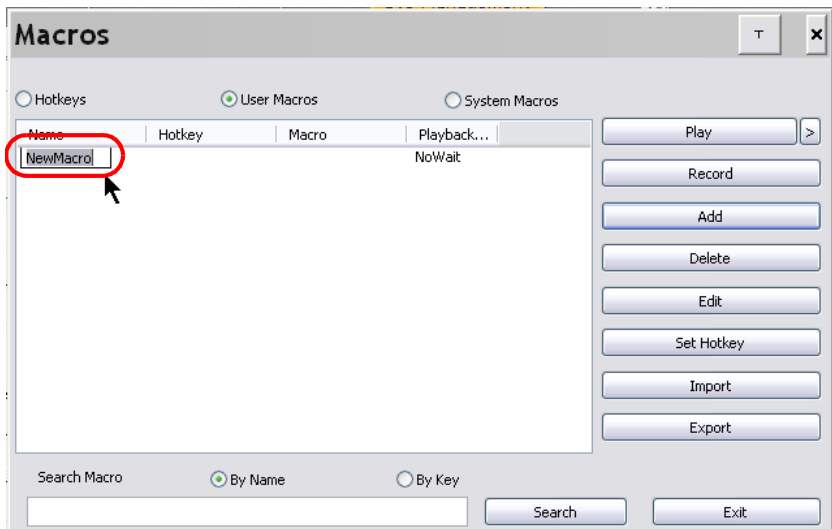 Macros
T
×
Hotkeys User Macros System Macros
Name Hotkey Macro Playback...
NewMacro NoWait
Play >
Record
Add
Delete
Edit
Set Hotkey
Import
Export
Search Macro By Name By Key
Search Exit